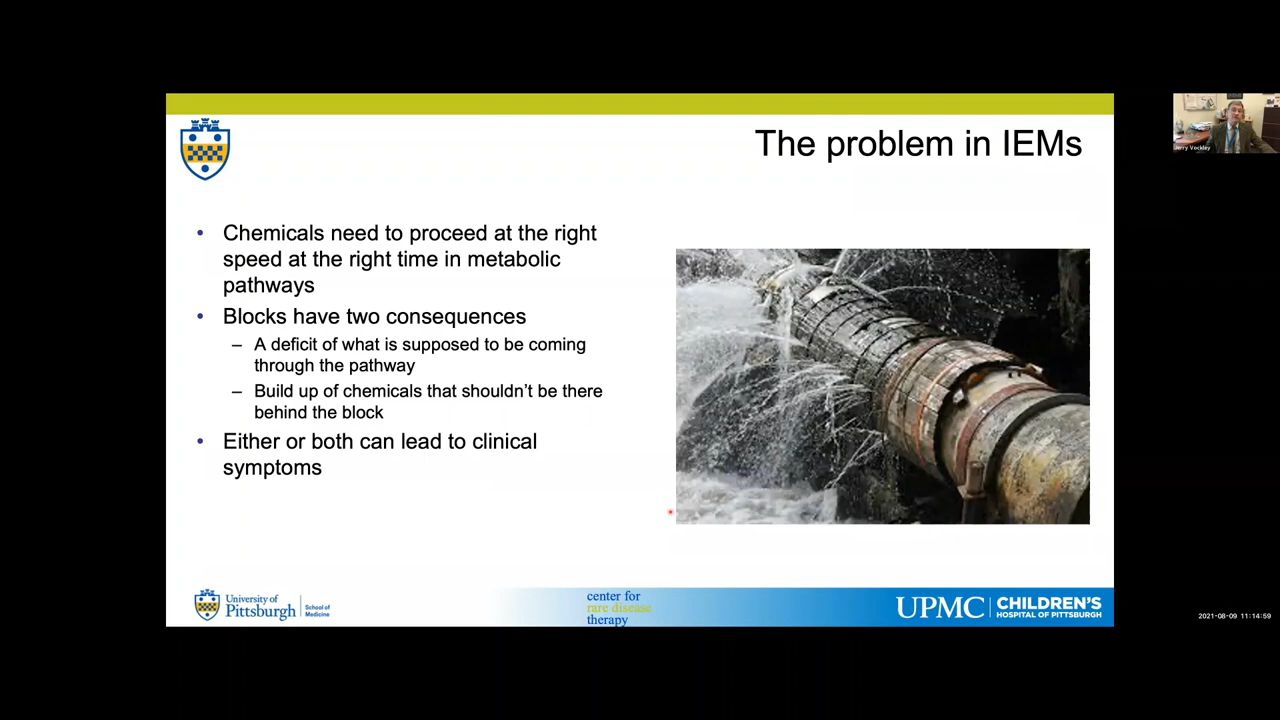 The problem in IEMs
• Chemicals need to proceed at the right
speed at the right time in metabolic
pathways
• Blocks have two consequences
– A deficit of what is supposed to be coming
through the pathway
– Build up of chemicals that shouldn't be there
behind the block
• Either or both can lead to clinical
symptoms
Jerry Vockley
University of
Pittsburgh
School of
Medicine
center for
rare disease
therapy
UPMC | CHILDREN'S
HOSPITAL OF PITTSBURGH
2021-08-09 11:14:59